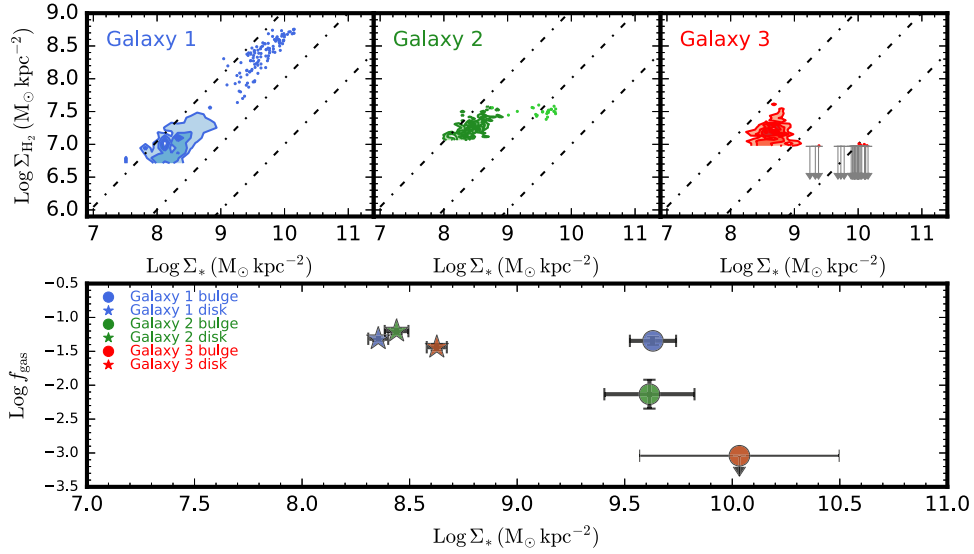 Galaxy 1
Galaxy 2
Galaxy 3
Log Σ_H₂ (M⊙ kpc⁻²)
9.0
8.5
8.0
7.5
7.0
6.5
6.0
7 8 9 10 11
7 8 9 10 11
7 8 9 10 11
Log Σ* (M⊙ kpc⁻²)
Log Σ* (M⊙ kpc⁻²)
Log Σ* (M⊙ kpc⁻²)
Galaxy 1 bulge
Galaxy 1 disk
Galaxy 2 bulge
Galaxy 2 disk
Galaxy 3 bulge
Galaxy 3 disk
Log f_gas
−0.5
−1.0
−1.5
−2.0
−2.5
−3.0
−3.5
7.0 7.5 8.0 8.5 9.0 9.5 10.0 10.5 11.0
Log Σ* (M⊙ kpc⁻²)